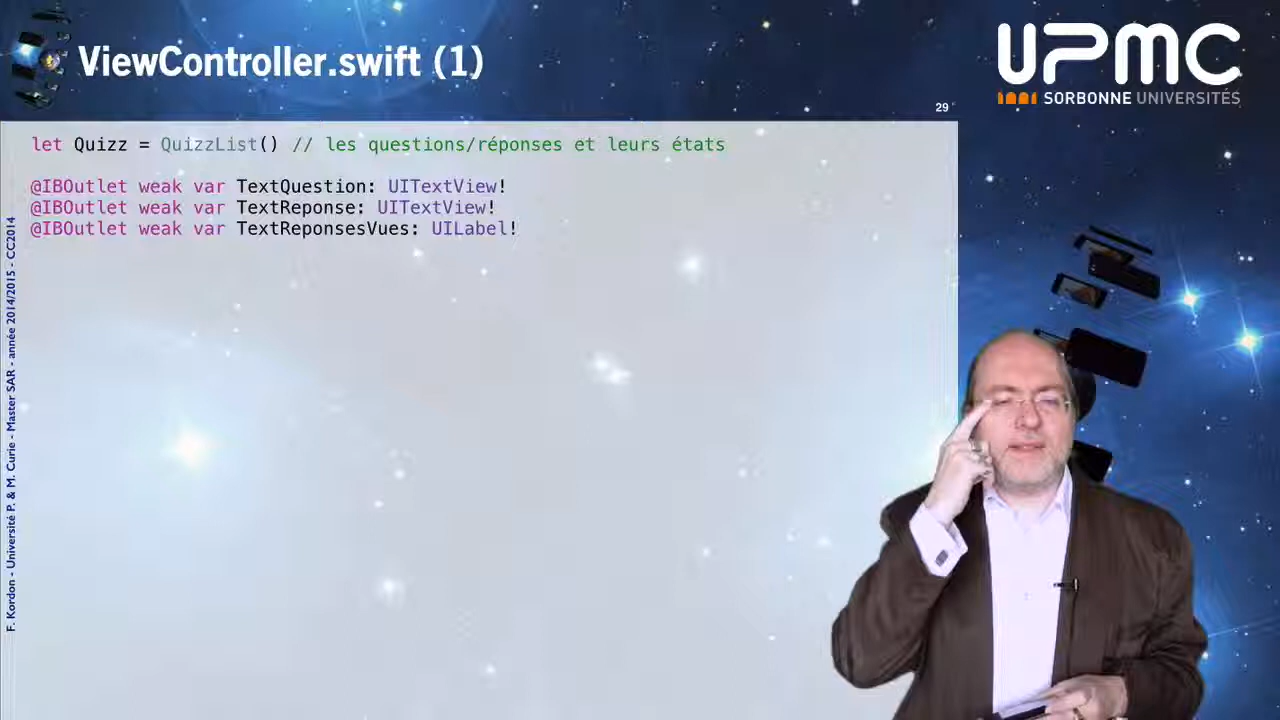 ViewController.swift (1)
UPMC
SORBONNE UNIVERSITÉS
29
let Quizz = QuizzList() // les questions/réponses et leurs états
@IBOutlet weak var TextQuestion: UITextView!
@IBOutlet weak var TextReponse: UITextView!
@IBOutlet weak var TextReponsesVues: UILabel!
F. Kordon - Université P. & M. Curie - Master SAR - année 2014/2015 - CC2014